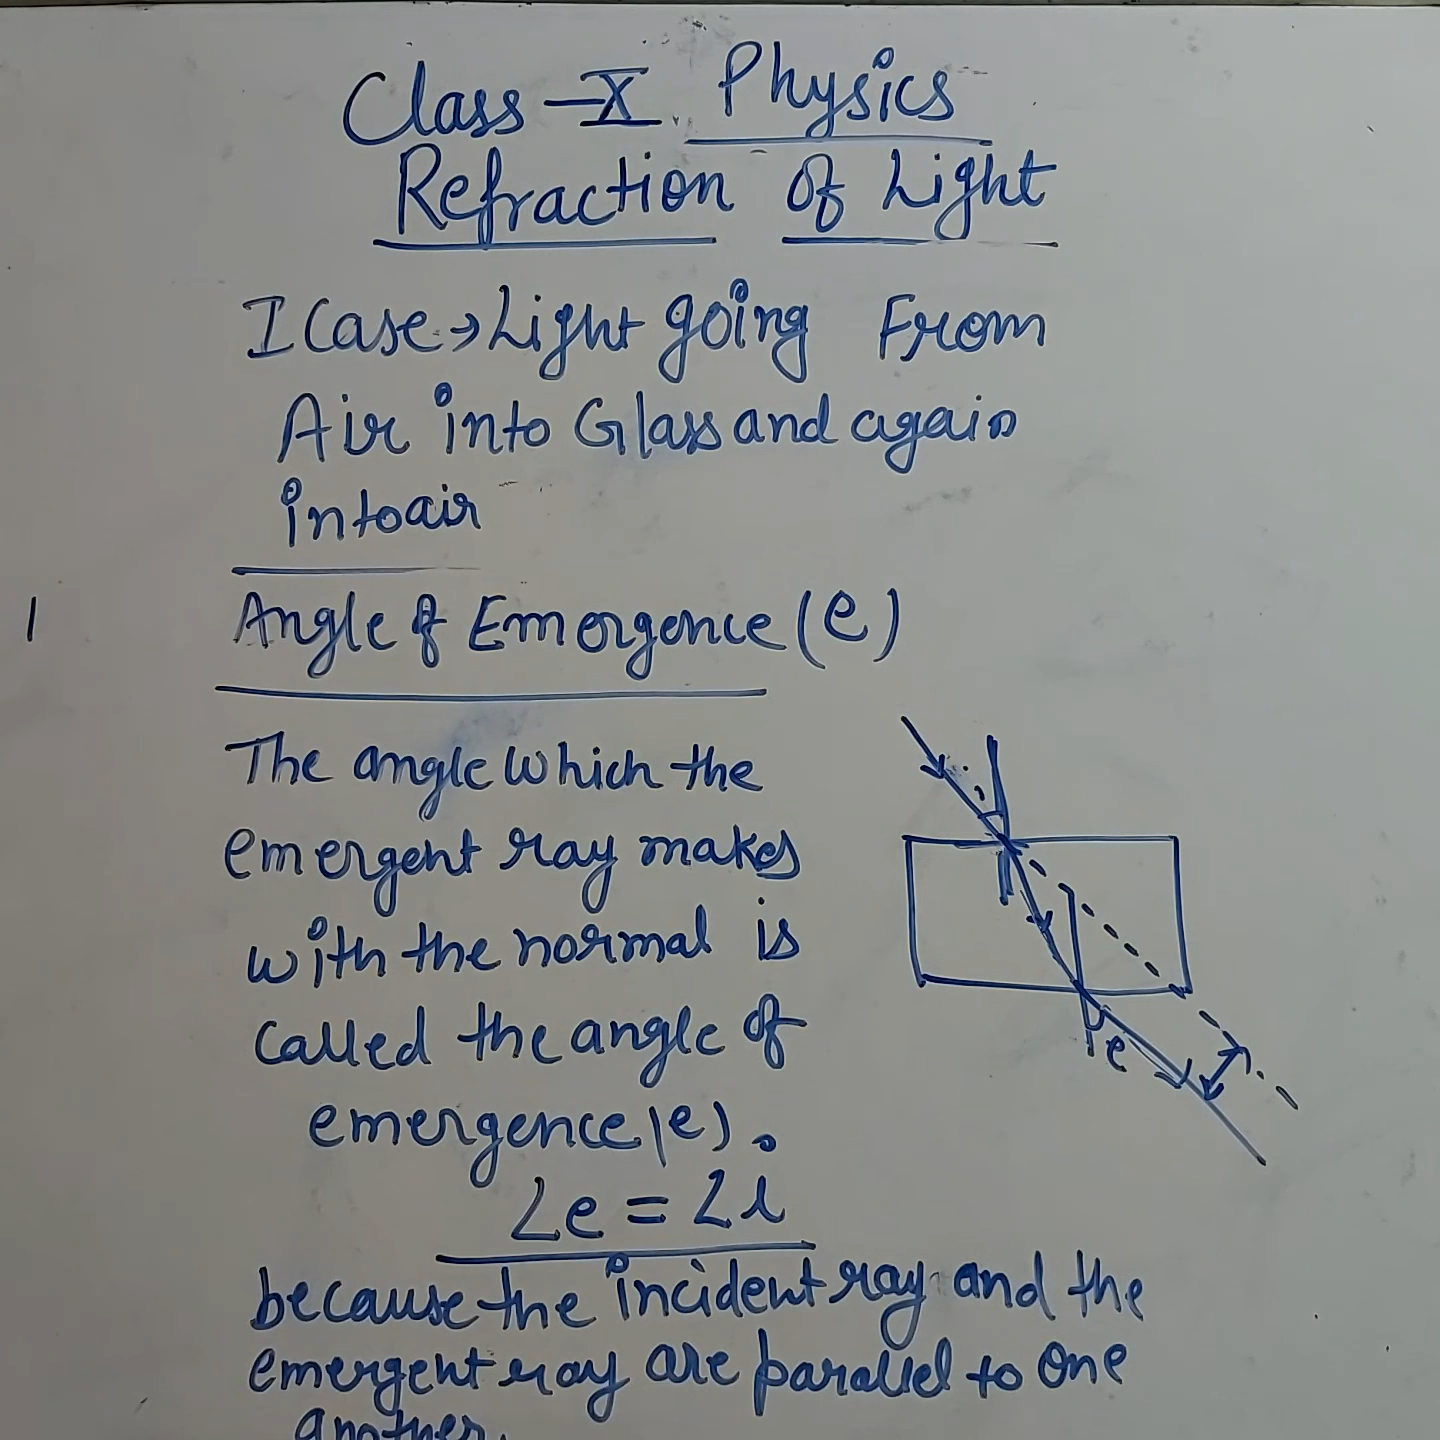 Class - X Physics
Refraction of Light
I Case → Light going From
Air into Glass and again
into air
1 Angle of Emergence (e)
The angle which the
emergent ray makes
with the normal is
called the angle of
emergence (e).
e
∠e = ∠i
because the incident ray and the
emergent ray are parallel to one
another.